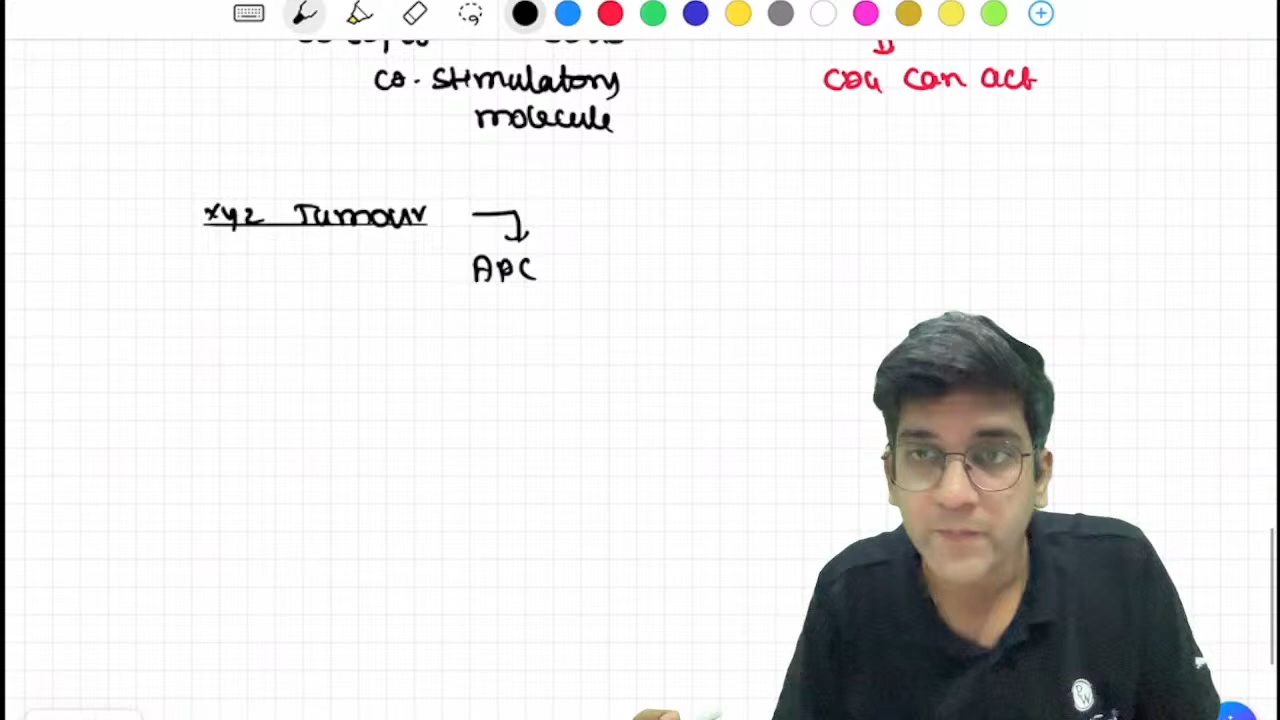 co-stimulatory
molecule
CD4 can act
xyz Tumour
APC